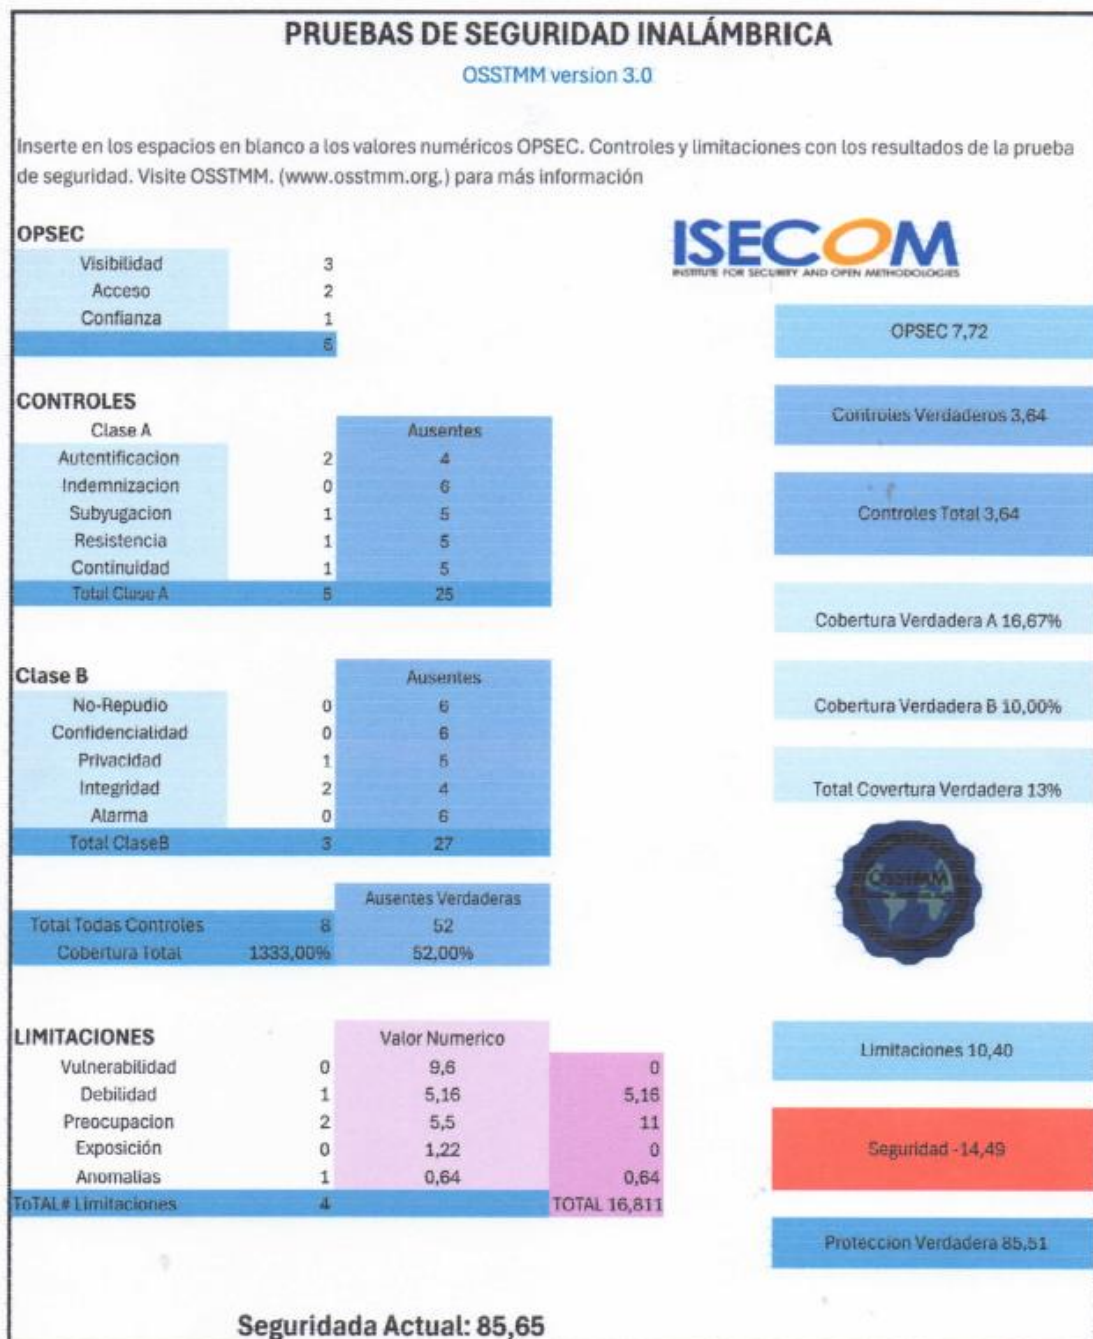 PRUEBAS DE SEGURIDAD INALÁMBRICA
OSSTMM version 3.0
Inserte en los espacios en blanco a los valores numéricos OPSEC. Controles y limitaciones con los resultados de la prueba
de seguridad. Visite OSSTMM. (www.osstmm.org.) para más información
OPSEC
Visibilidad 3
Acceso 2
Confianza 1
ISECOM
INSTITUTE FOR SECURITY AND OPEN METHODOLOGIES
OPSEC 7,72
CONTROLES
Clase A Ausentes
Autentificacion 2 4
Indemnizacion 0 6
Subyugacion 1 5
Resistencia 1 5
Continuidad 1 5
Total Clase A 5 25
Controles Verdaderos 3,64
Controles Total 3,64
Cobertura Verdadera A 16,67%
Clase B Ausentes
No-Repudio 0 6
Confidencialidad 0 6
Privacidad 1 5
Integridad 2 4
Alarma 0 6
Total ClaseB 3 27
Cobertura Verdadera B 10,00%
Total Covertura Verdadera 13%
OSSTMM
Ausentes Verdaderas
Total Todas Controles 8 52
Cobertura Total 1333,00% 52,00%
LIMITACIONES Valor Numerico
Vulnerabilidad 0 9,6 0
Debilidad 1 5,16 5,16
Preocupacion 2 5,5 11
Exposición 0 1,22 0
Anomalias 1 0,64 0,64
ToTAL# Limitaciones 4 TOTAL 16,811
Limitaciones 10,40
Seguridad -14,49
Proteccion Verdadera 85,51
Seguridada Actual: 85,65